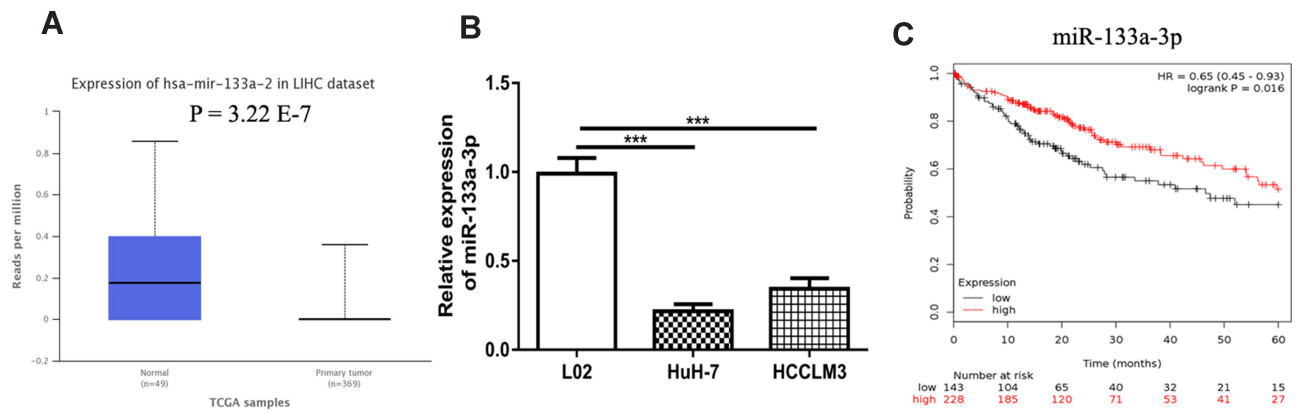 A
Expression of hsa-mir-133a-2 in LIHC dataset
P = 3.22 E-7
Reads per million
1
0.8
0.6
0.4
0.2
0
-0.2
Normal
(n=49)
Primary tumor
(n=369)
TCGA samples
B
Relative expression
of miR-133a-3p
1.5
1.0
0.5
0.0
***
***
L02
HuH-7
HCCLM3
C
miR-133a-3p
HR = 0.65 (0.45 - 0.93)
logrank P = 0.016
Probability
1.0
0.8
0.6
0.4
0.2
0.0
Expression
low
high
0 10 20 30 40 50 60
Time (months)
Number at risk
low 143 104 65 40 32 21 15
high 228 185 120 71 53 41 27